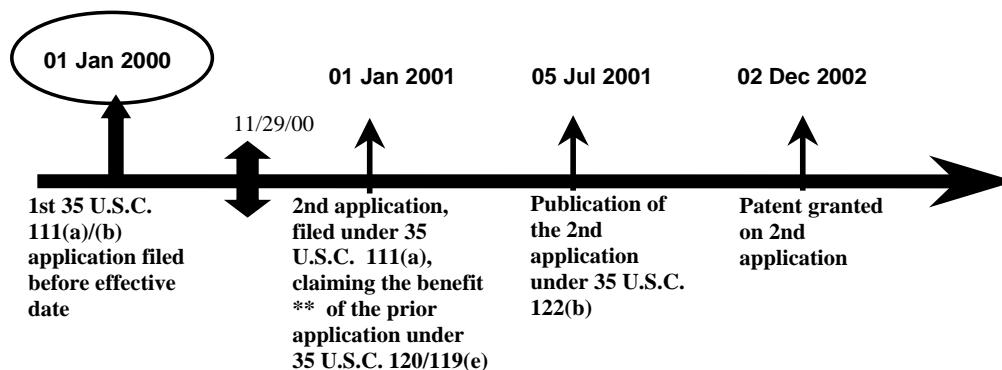 01 Jan 2000
01 Jan 2001
05 Jul 2001
02 Dec 2002
11/29/00
1st 35 U.S.C.
111(a)/(b)
application filed
before effective
date
2nd application,
filed under 35
U.S.C. 111(a),
claiming the benefit
** of the prior
application under
35 U.S.C. 120/119(e)
Publication of
the 2nd
application
under 35 U.S.C.
122(b)
Patent granted
on 2nd
application